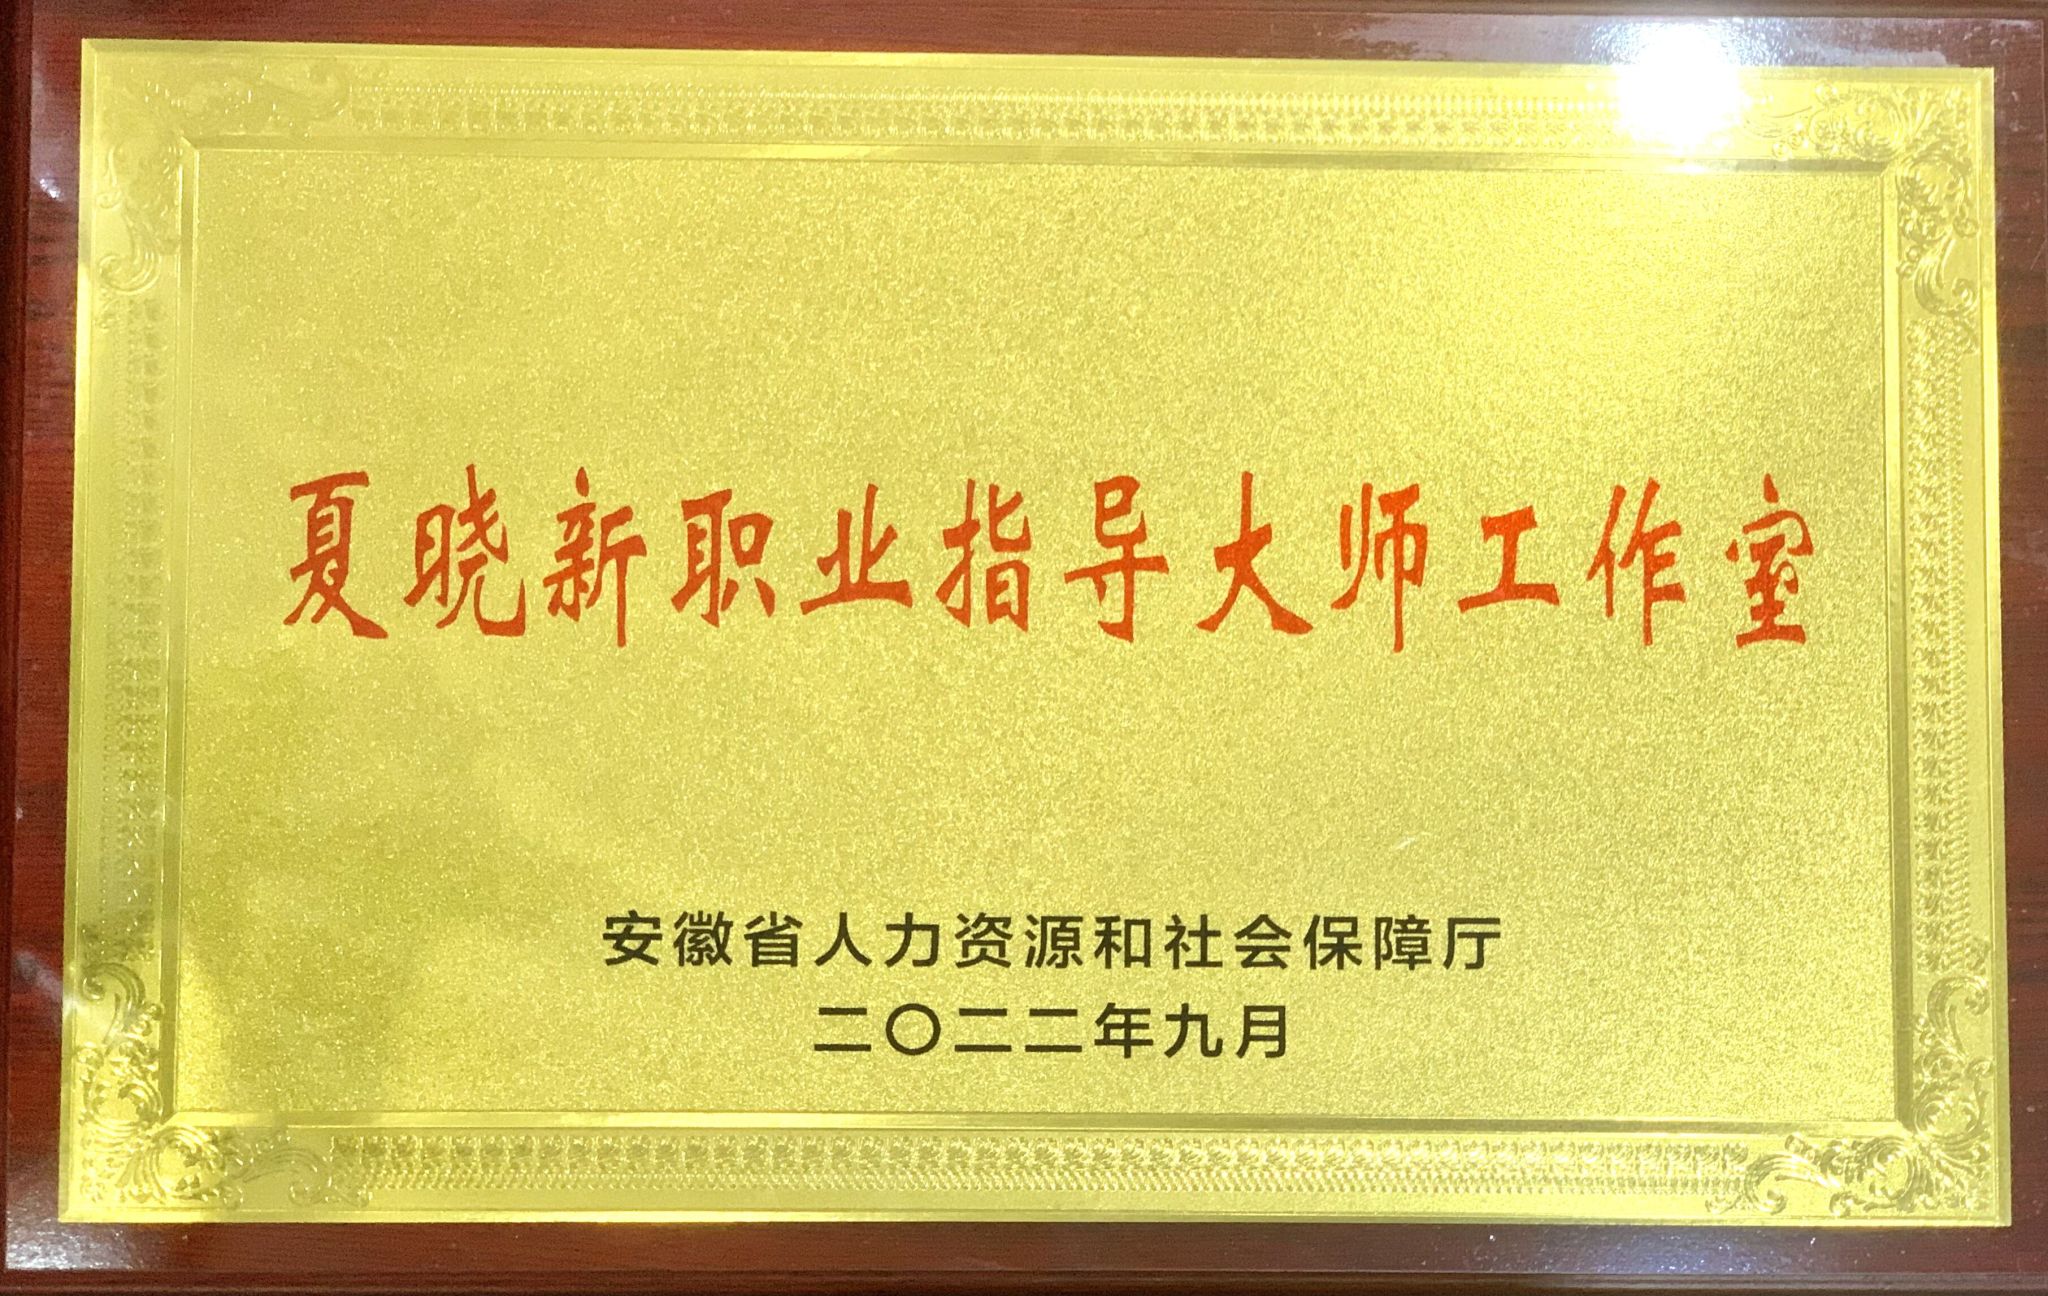 夏晓新职业指导大师工作室
安徽省人力资源和社会保障厅
二〇二二年九月